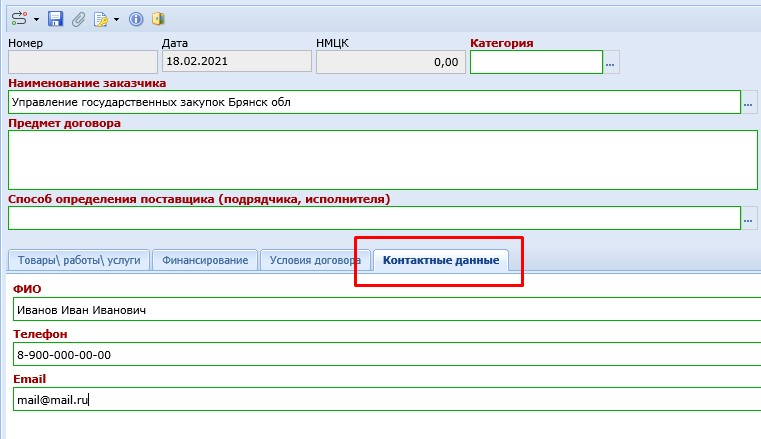 Номер Дата НМЦК Категория
18.02.2021 0,00 ...
Наименование заказчика
Управление государственных закупок Брянск обл ...
Предмет договора
Способ определения поставщика (подрядчика, исполнителя)
...
Товары\ работы\ услуги Финансирование Условия договора Контактные данные
ФИО
Иванов Иван Иванович
Телефон
8-900-000-00-00
Email
mail@mail.ru